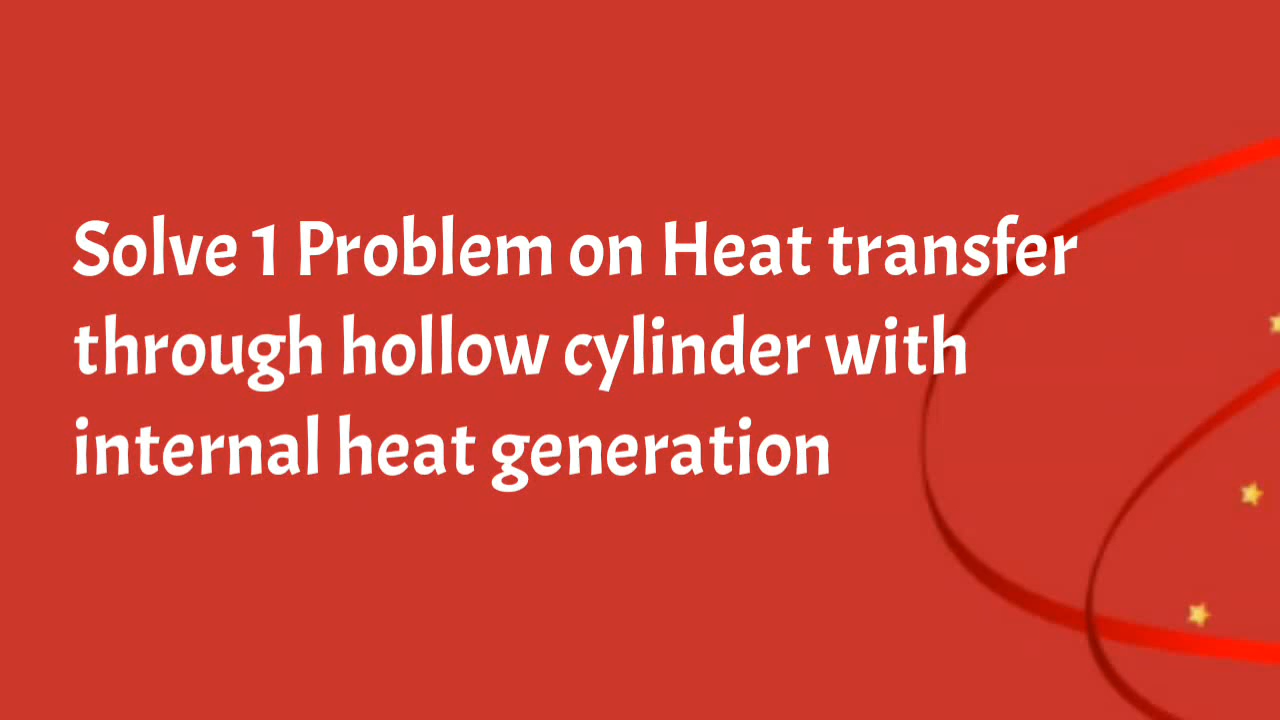 Solve 1 Problem on Heat transfer
through hollow cylinder with
internal heat generation